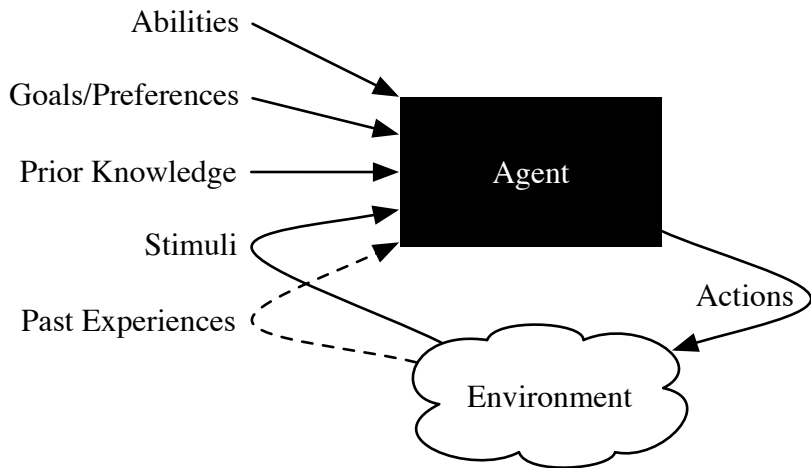 Abilities
Goals/Preferences
Prior Knowledge
Agent
Stimuli
Actions
Past Experiences
Environment